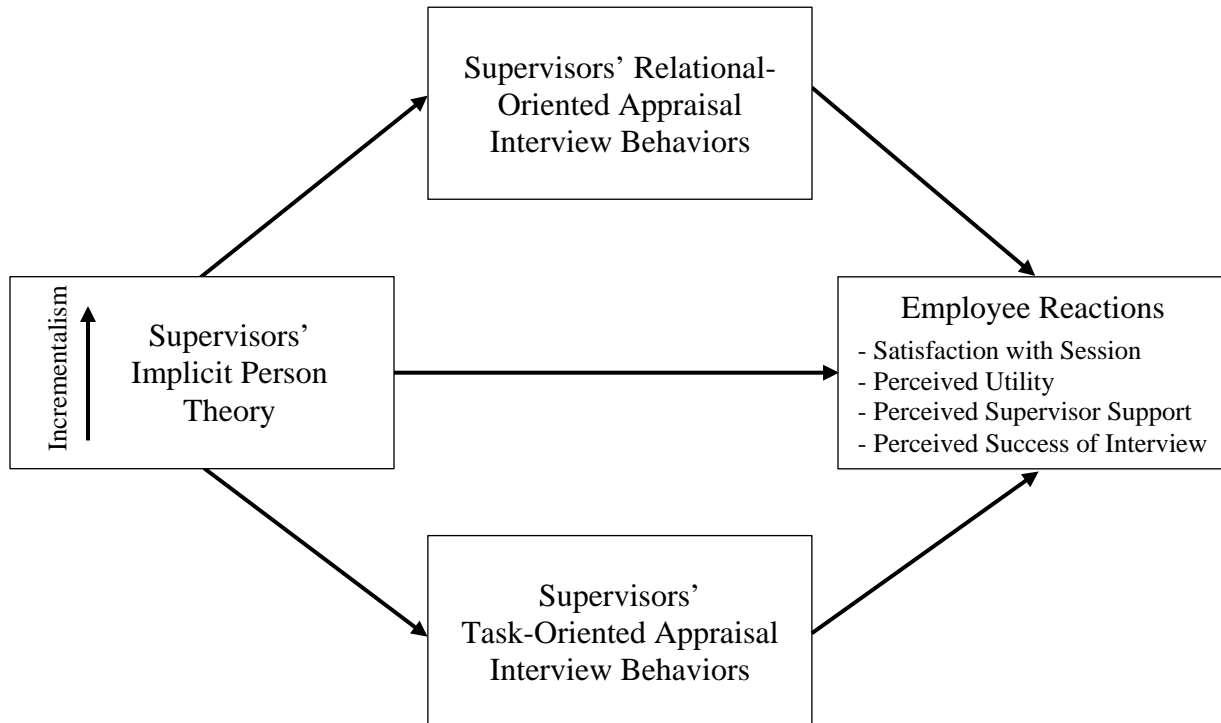 Supervisors’ Relational-
Oriented Appraisal
Interview Behaviors
Incrementalism
Supervisors’
Implicit Person
Theory
Employee Reactions
- Satisfaction with Session
- Perceived Utility
- Perceived Supervisor Support
- Perceived Success of Interview
Supervisors’
Task-Oriented Appraisal
Interview Behaviors